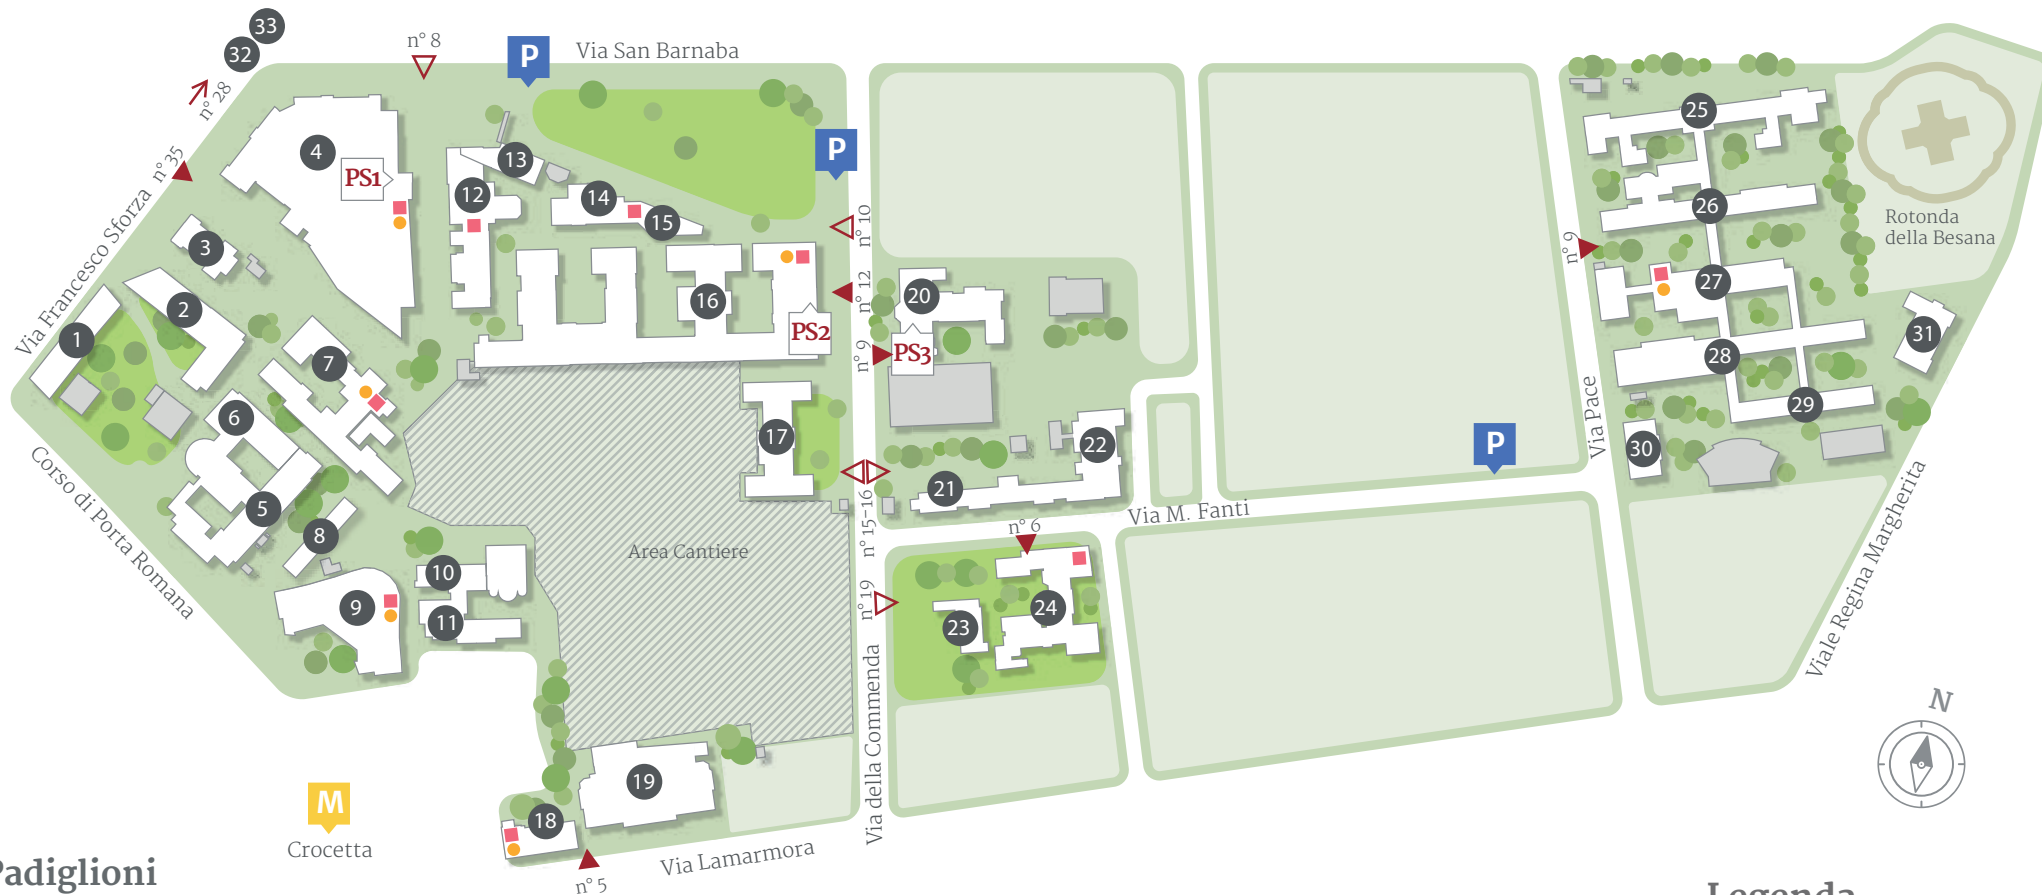 33
32
n° 8
P
Via San Barnaba
n° 28
n° 35
4
PS1
13
12
14
15
P
n° 10
25
26
Rotonda
della Besana
n° 9
27
Via Francesco Sforza
3
2
1
7
16
PS2
n° 12
20
PS3
n° 9
31
28
29
6
5
8
17
22
21
Via Pace
30
P
Corso di Porta Romana
Area Cantiere
n° 15-16
Via M. Fanti
n° 6
10
9
11
n° 19
23
24
Viale Regina Margherita
N
19
18
Via della Commenda
M
Crocetta
Via Lamarmora
n° 5
Padiglioni
Legenda